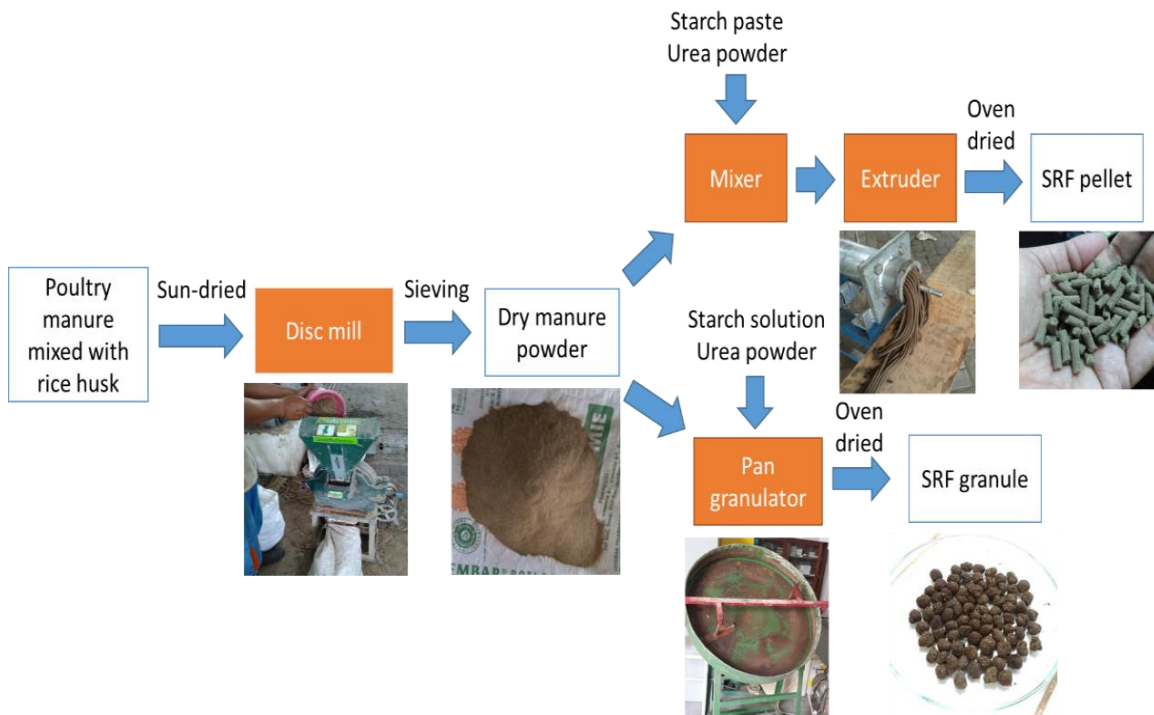 Starch paste
Urea powder
Oven
dried
Mixer
Extruder
SRF pellet
Poultry
manure
mixed with
rice husk
Sun-dried
Disc mill
Sieving
Dry manure
powder
Starch solution
Urea powder
Oven
dried
Pan
granulator
SRF granule